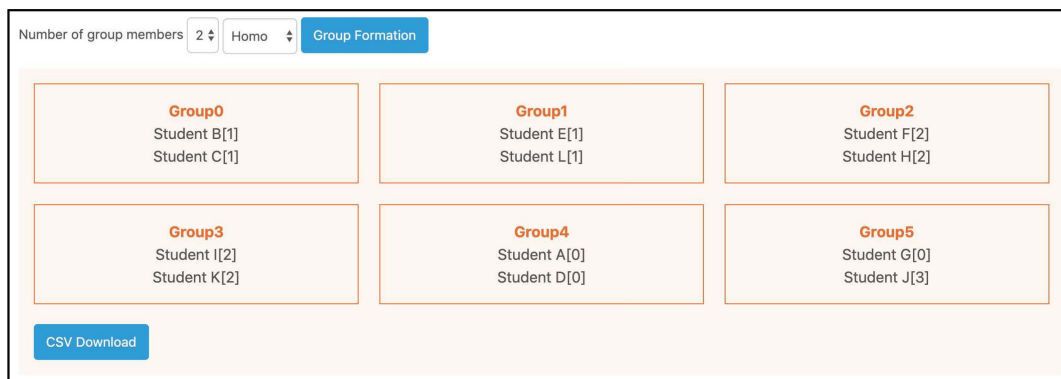 Number of group members 2 Homo Group Formation
Group0
Student B[1]
Student C[1]
Group1
Student E[1]
Student L[1]
Group2
Student F[2]
Student H[2]
Group3
Student I[2]
Student K[2]
Group4
Student A[0]
Student D[0]
Group5
Student G[0]
Student J[3]
CSV Download